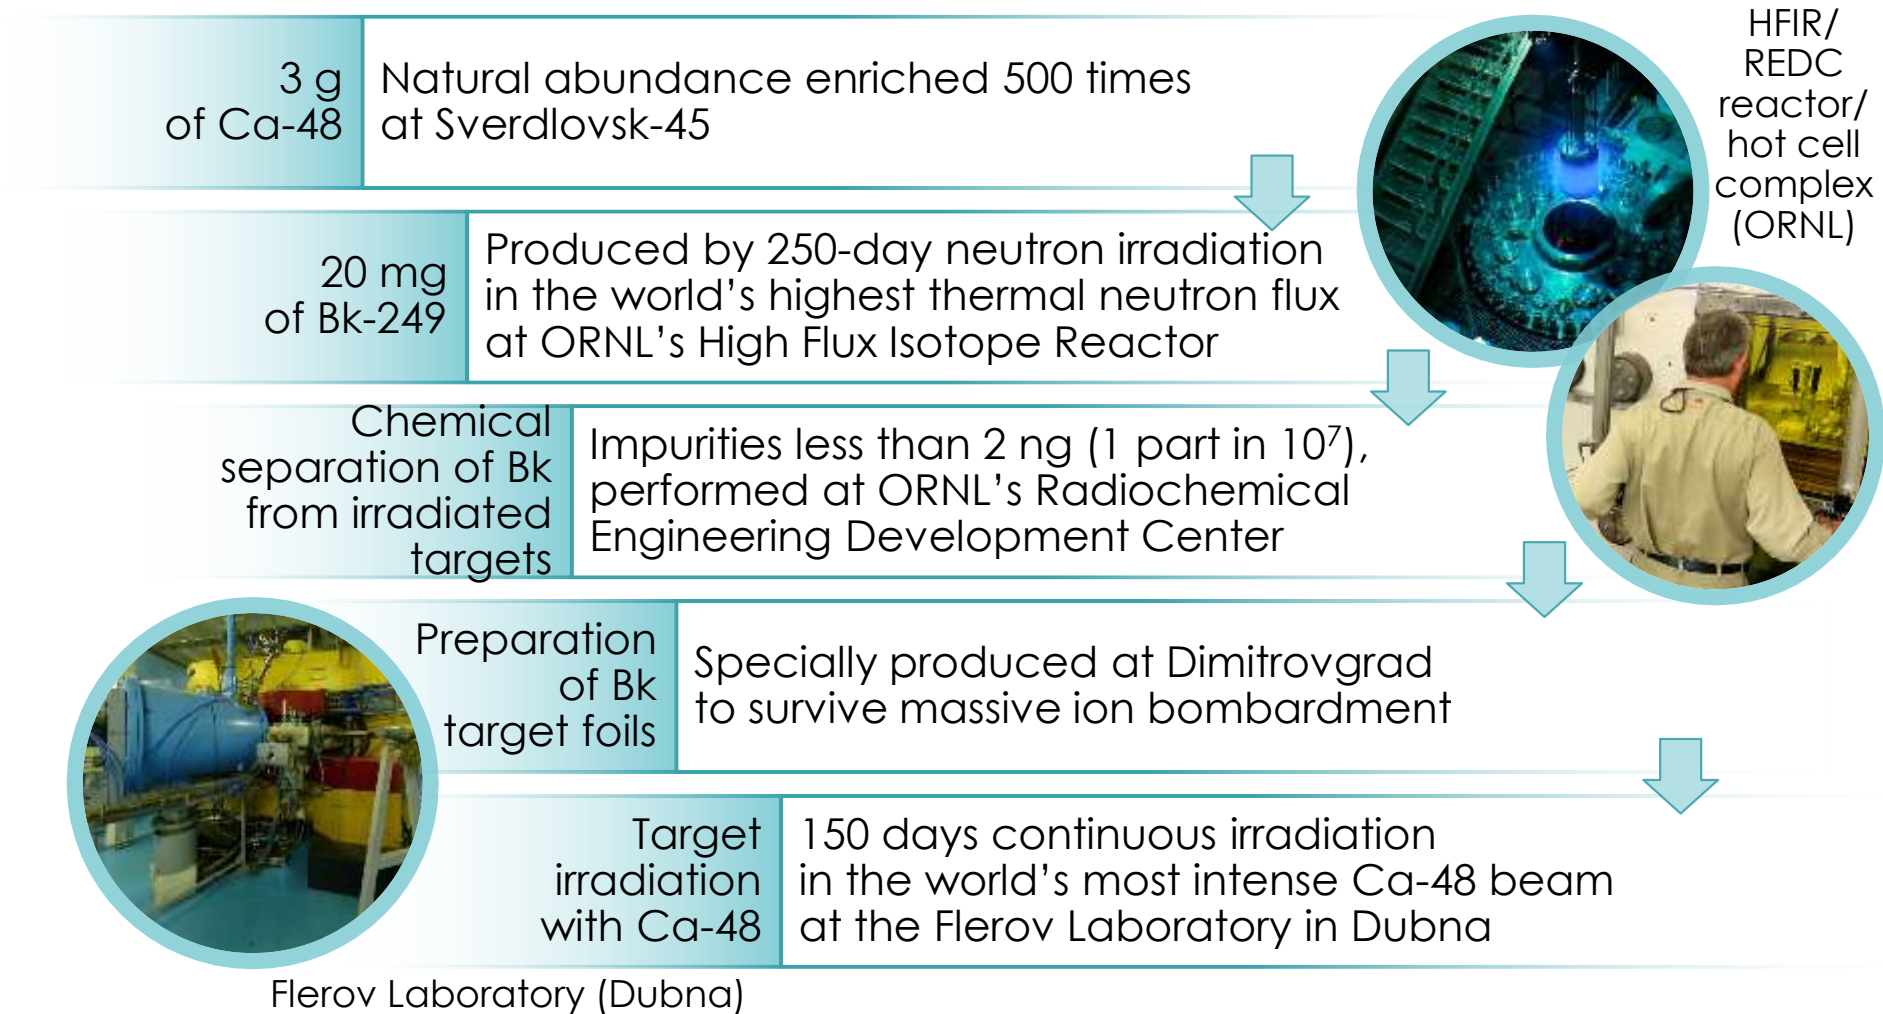 3 g
of Ca-48
Natural abundance enriched 500 times
at Sverdlovsk-45
HFIR/
REDC
reactor/
hot cell
complex
(ORNL)
20 mg
of Bk-249
Produced by 250-day neutron irradiation
in the world’s highest thermal neutron flux
at ORNL’s High Flux Isotope Reactor
Chemical
separation of Bk
from irradiated
targets
Impurities less than 2 ng (1 part in 10⁷),
performed at ORNL’s Radiochemical
Engineering Development Center
Preparation
of Bk
target foils
Specially produced at Dimitrovgrad
to survive massive ion bombardment
Target
irradiation
with Ca-48
150 days continuous irradiation
in the world’s most intense Ca-48 beam
at the Flerov Laboratory in Dubna
Flerov Laboratory (Dubna)